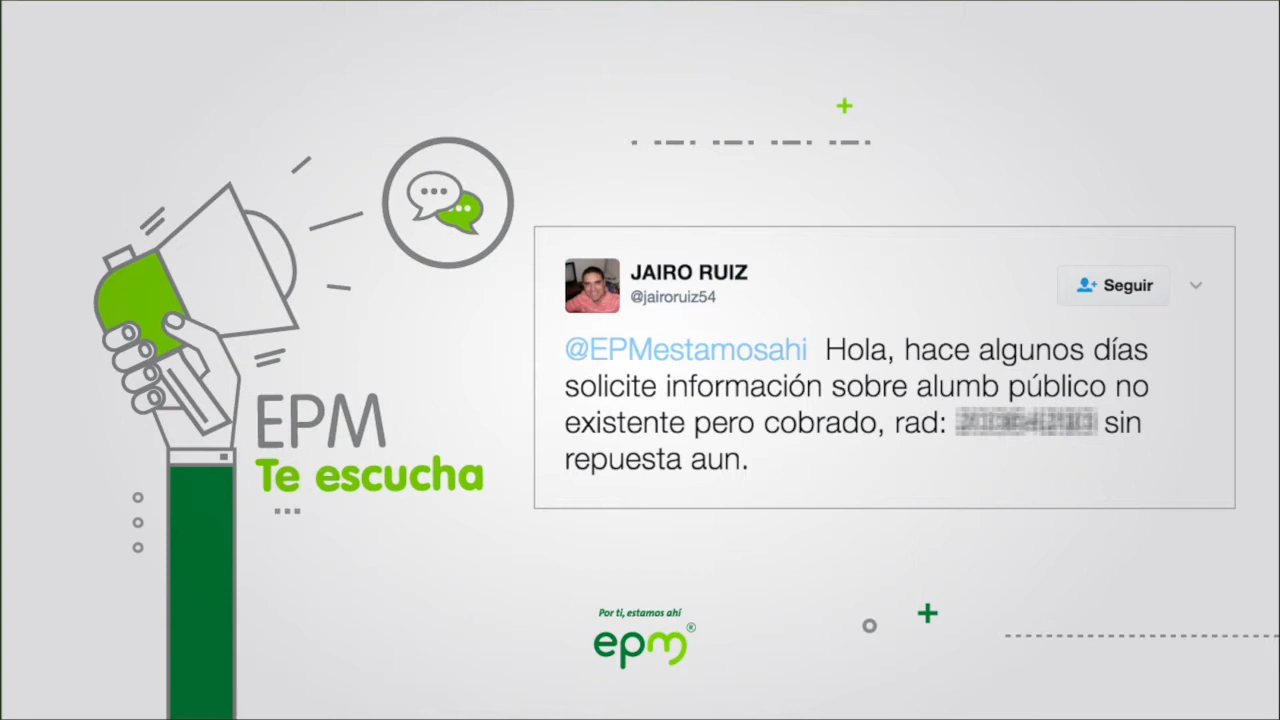 EPM
Te escucha
JAIRO RUIZ
@jairoruiz54
Seguir
@EPMestamosahi Hola, hace algunos días
solicite información sobre alumb público no
existente pero cobrado, rad: sin
repuesta aun.
Por ti, estamos ahí
epm®